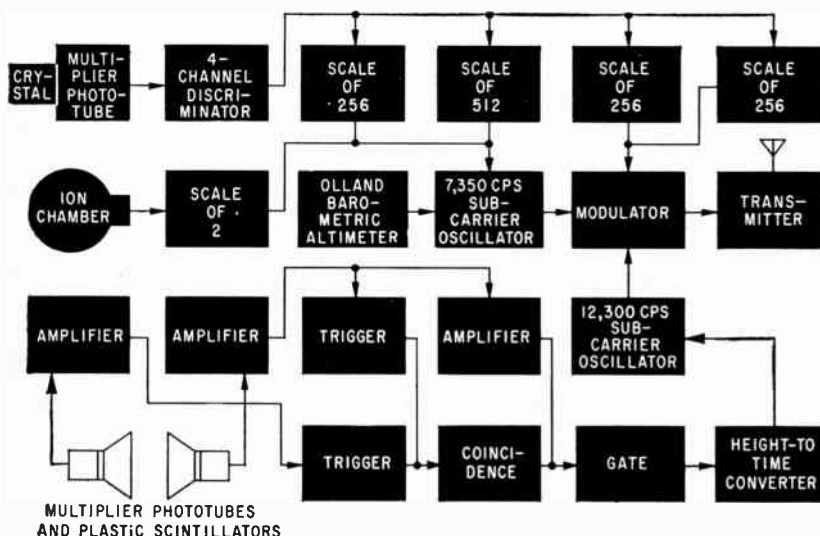 CRY-
STAL
MULTI-
PLIER
PHOTO-
TUBE
4-
CHANNEL
DISCRIM-
INATOR
SCALE
OF
256
SCALE
OF
512
SCALE
OF
256
SCALE
OF
256
ION
CHAMBER
SCALE
OF
2
OLLAND
BARO-
METRIC
ALTIMETER
7,350 CPS
SUB-
CARRIER
OSCILLATOR
MODULATOR
TRANS-
MITTER
AMPLIFIER
AMPLIFIER
TRIGGER
AMPLIFIER
12,300 CPS
SUB-
CARRIER
OSCILLATOR
TRIGGER
COINCI-
DENCE
GATE
HEIGHT-TO
TIME
CONVERTER
MULTIPLIER PHOTOTUBES
AND PLASTIC SCINTILLATORS